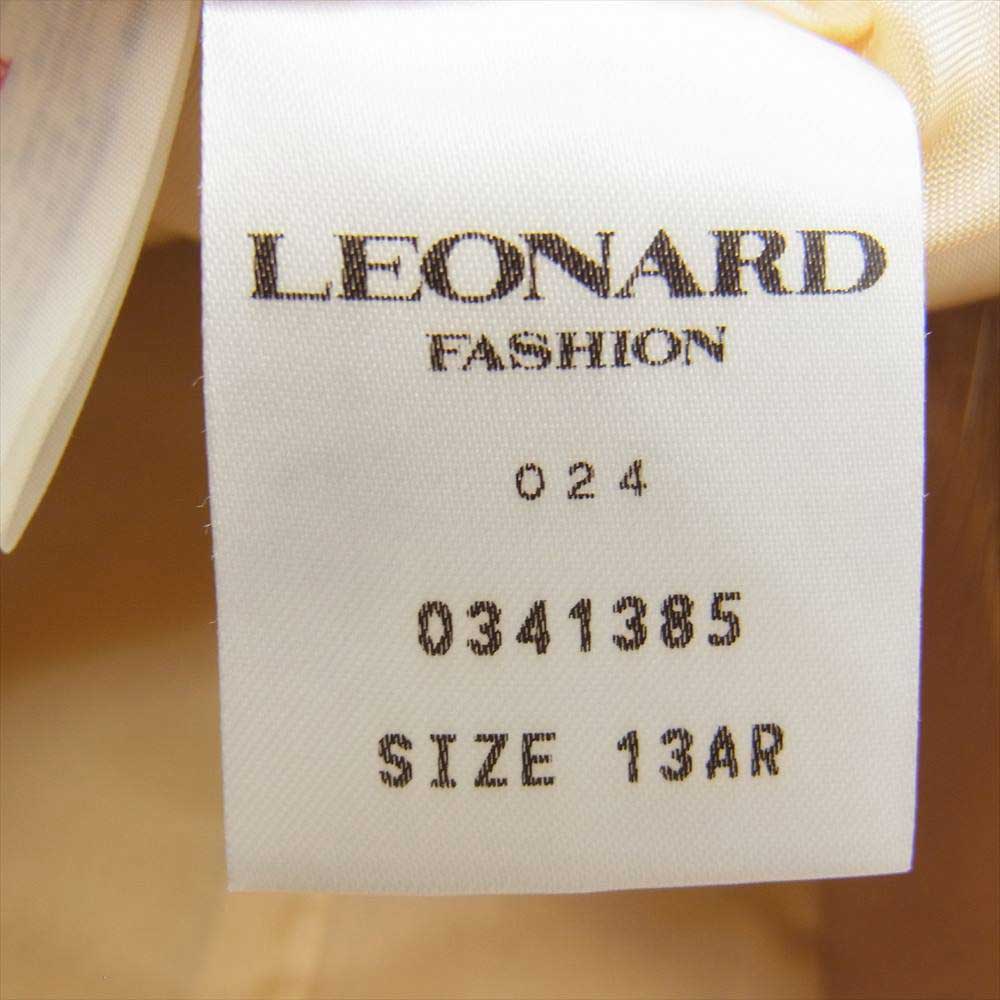 LEONARD
FASHION
024
0341385
SIZE 13AR